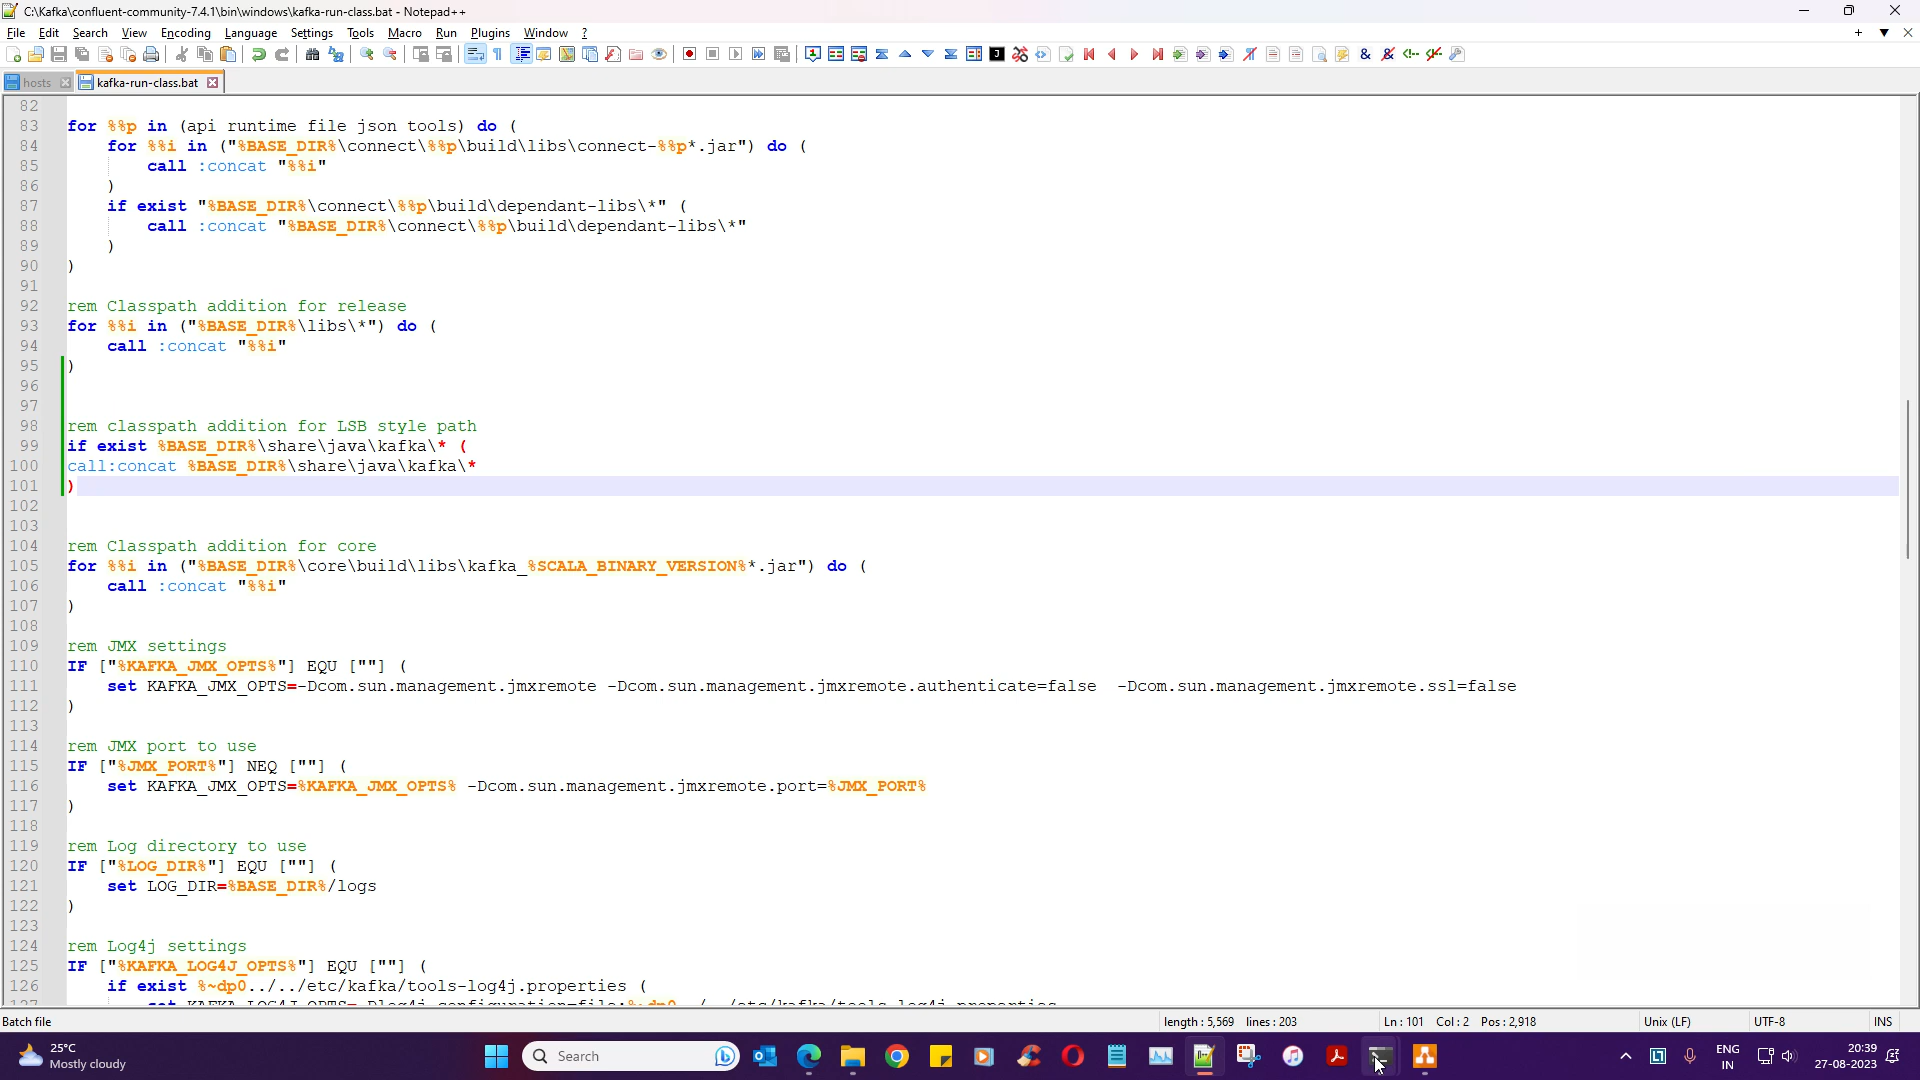 C:\Kafka\confluent-community-7.4.1\bin\windows\kafka-run-class.bat - Notepad++
File Edit Search View Encoding Language Settings Tools Macro Run Plugins Window ?
hosts kafka-run-class.bat
82
83 for %%p in (api runtime file json tools) do (
84 for %%i in ("%BASE_DIR%\connect\%%p\build\libs\connect-%%p*.jar") do (
85 call :concat "%%i"
86 )
87 if exist "%BASE_DIR%\connect\%%p\build\dependant-libs\*" (
88 call :concat "%BASE_DIR%\connect\%%p\build\dependant-libs\*"
89 )
90 )
91
92 rem Classpath addition for release
93 for %%i in ("%BASE_DIR%\libs\*") do (
94 call :concat "%%i"
95 )
96
97
98 rem classpath addition for LSB style path
99 if exist %BASE_DIR%\share\java\kafka\* (
100 call:concat %BASE_DIR%\share\java\kafka\*
101 )
102
103
104 rem Classpath addition for core
105 for %%i in ("%BASE_DIR%\core\build\libs\kafka_%SCALA_BINARY_VERSION%*.jar") do (
106 call :concat "%%i"
107 )
108
109 rem JMX settings
110 IF ["%KAFKA_JMX_OPTS%"] EQU [""] (
111 set KAFKA_JMX_OPTS=-Dcom.sun.management.jmxremote -Dcom.sun.management.jmxremote.authenticate=false  -Dcom.sun.management.jmxremote.ssl=false
112 )
113
114 rem JMX port to use
115 IF ["%JMX_PORT%"] NEQ [""] (
116 set KAFKA_JMX_OPTS=%KAFKA_JMX_OPTS% -Dcom.sun.management.jmxremote.port=%JMX_PORT%
117 )
118
119 rem Log directory to use
120 IF ["%LOG_DIR%"] EQU [""] (
121 set LOG_DIR=%BASE_DIR%/logs
122 )
123
124 rem Log4j settings
125 IF ["%KAFKA_LOG4J_OPTS%"] EQU [""] (
126 if exist %~dp0../../etc/kafka/tools-log4j.properties (
Batch file length : 5,569 lines : 203 Ln : 101 Col : 2 Pos : 2,918 Unix (LF) UTF-8 INS
25°C
Mostly cloudy
Search
ENG
IN
20:39
27-08-2023